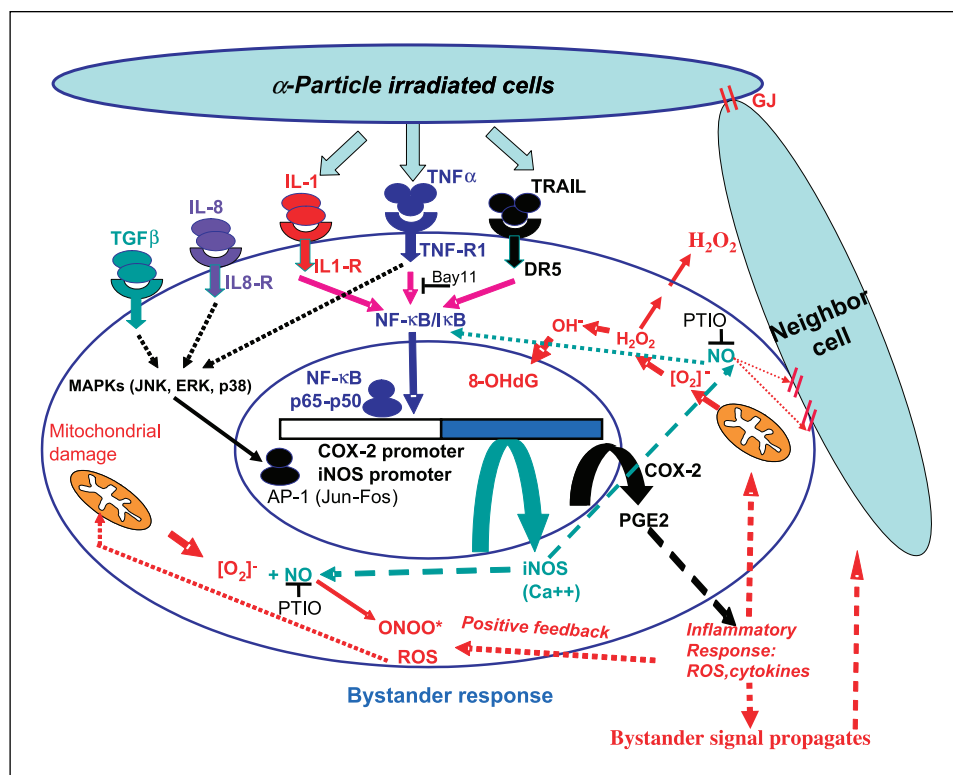 α-Particle irradiated cells
GJ
IL-1
TNFα
TRAIL
IL-8
TGFβ
TNF-R1
H₂O₂
IL1-R
DR5
IL8-R
Bay11
Neighbor
cell
NF-κB/IκB
OH⁻
H₂O₂
PTIO
NO
MAPKs (JNK, ERK, p38)
NF-κB
p65-p50
8-OHdG
[O₂]⁻
Mitochondrial
damage
COX-2 promoter
iNOS promoter
AP-1 (Jun-Fos)
COX-2
PGE2
[O₂]⁻
+ NO
iNOS
(Ca++)
PTIO
ONOO*
ROS
Positive feedback
Inflammatory
Response:
ROS,cytokines
Bystander response
Bystander signal propagates